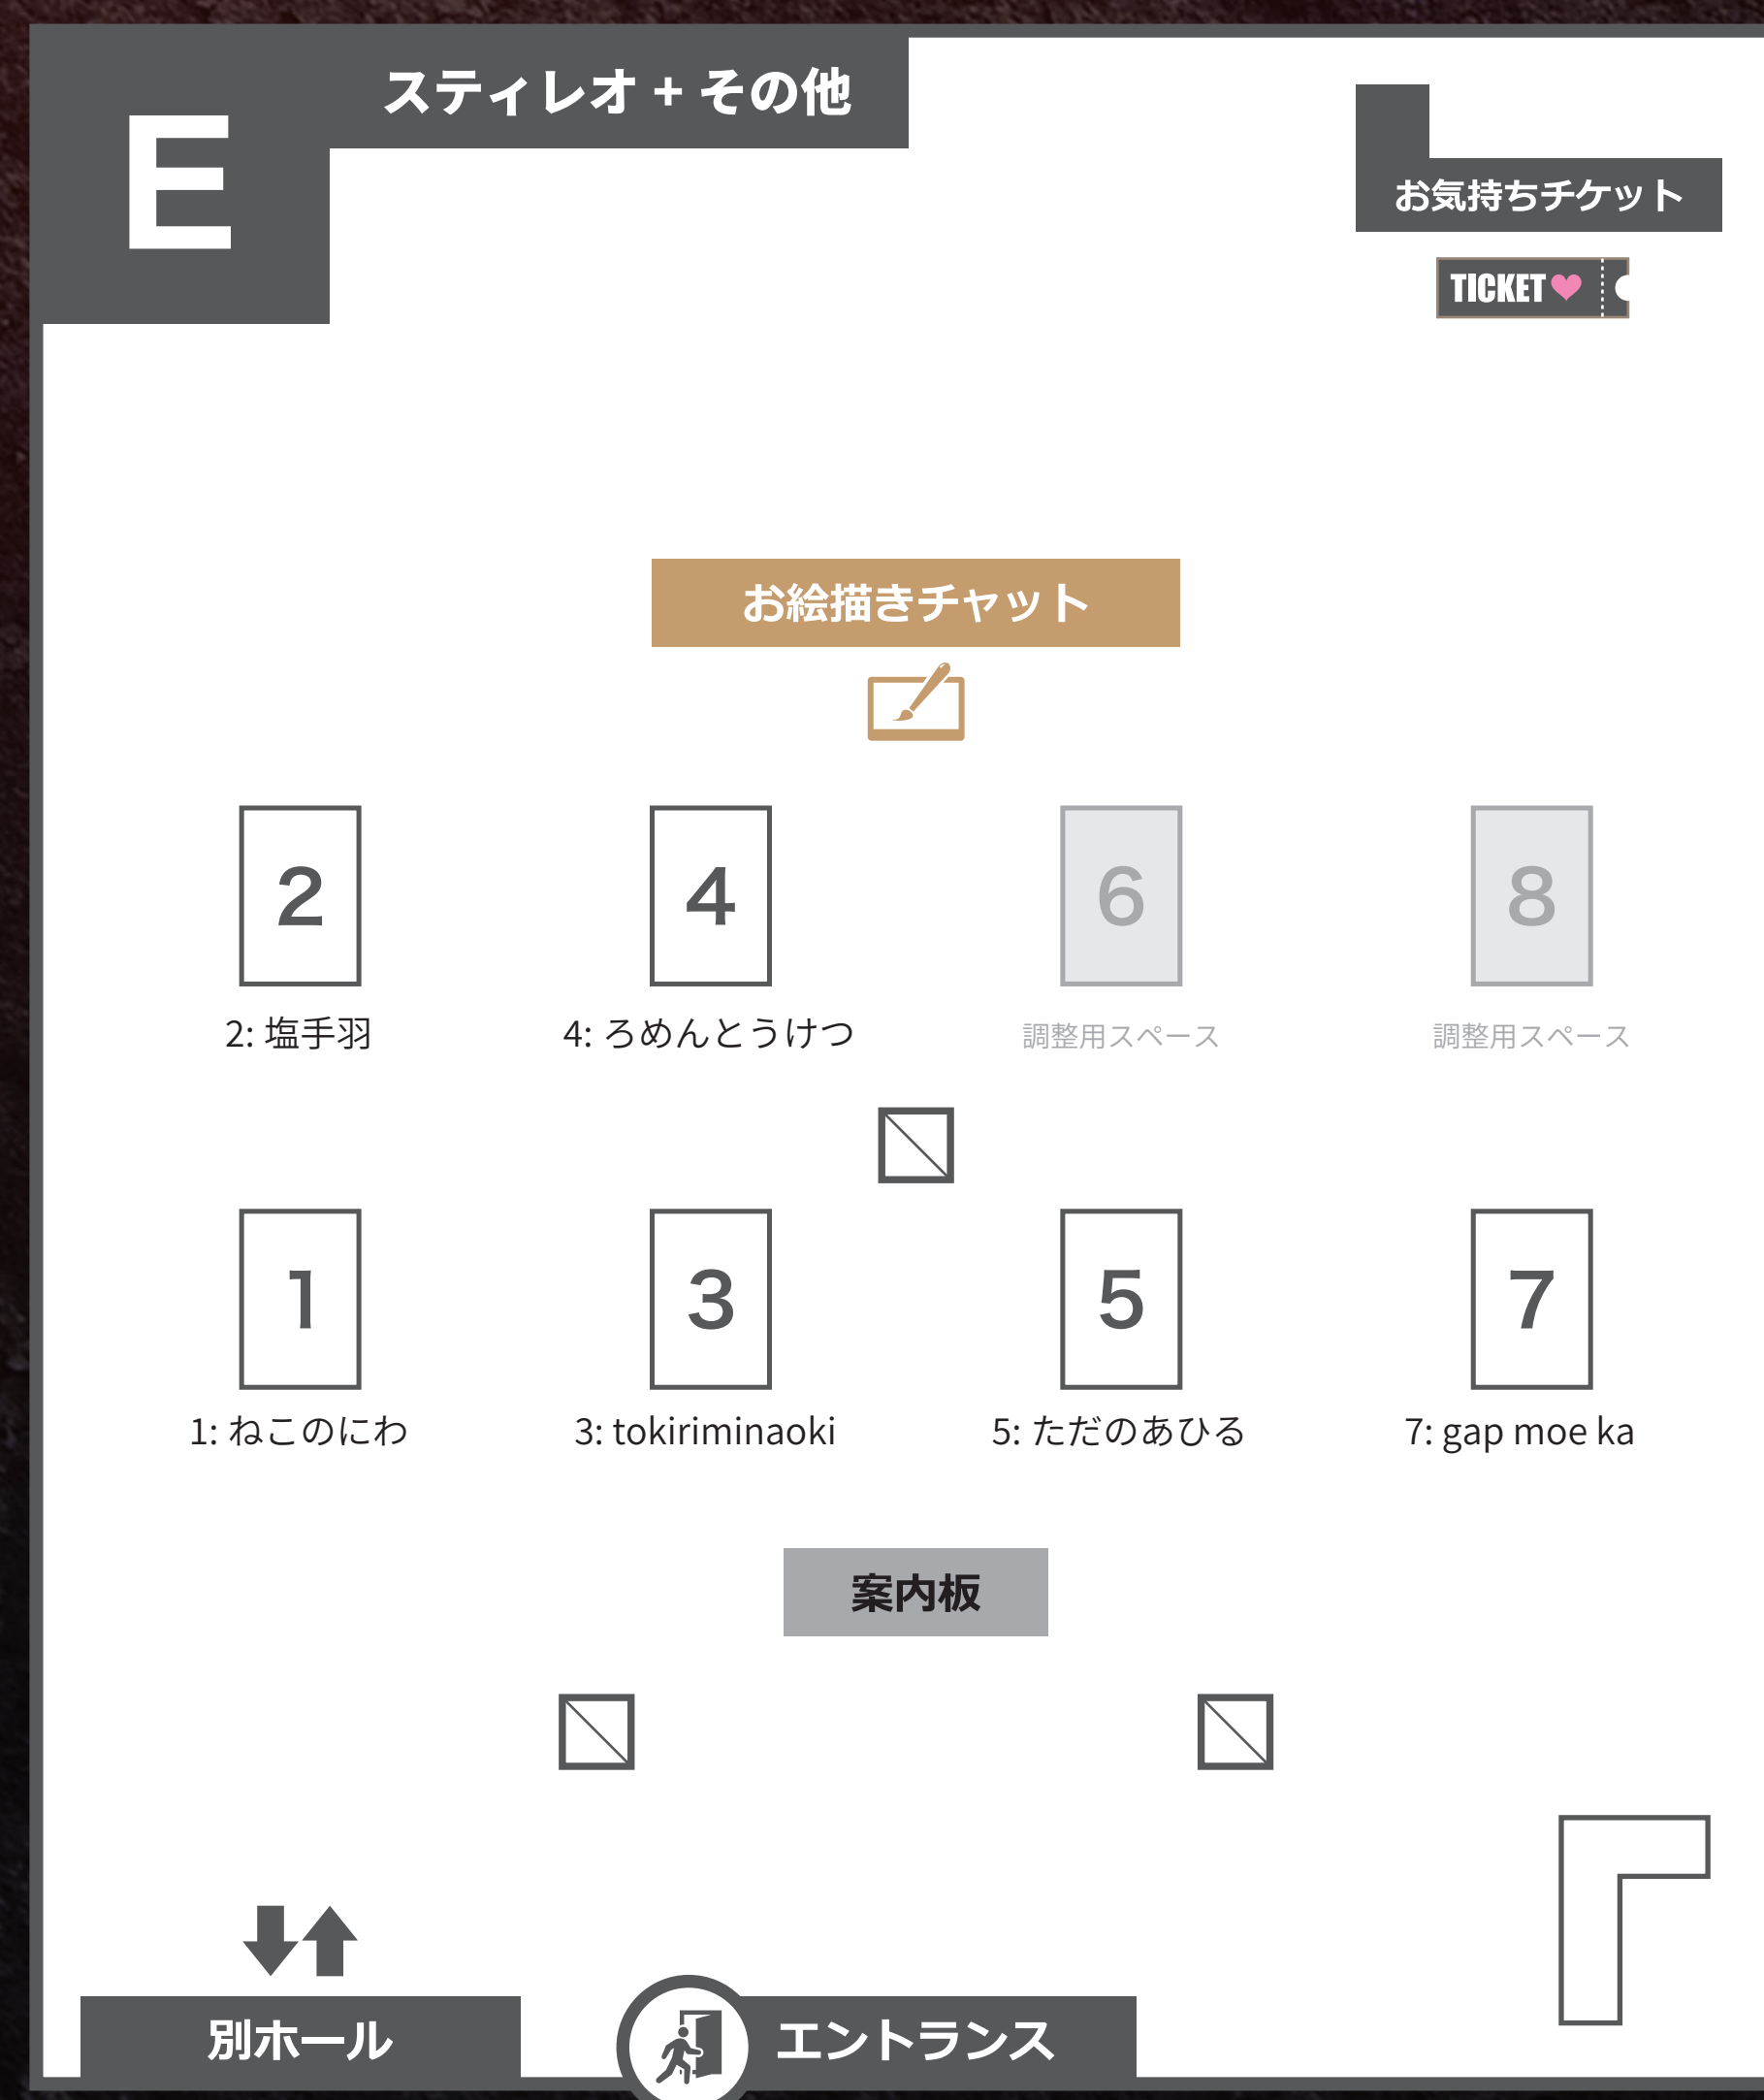 E
スティレオ + その他
お気持ちチケット
TICKET
お絵描きチャット
2
4
6
8
2: 塩手羽
4: ろめんとうけつ
調整用スペース
調整用スペース
1
3
5
7
1: ねこのにわ
3: tokiriminaoki
5: ただのあひる
7: gap moe ka
案内板
別ホール
エントランス